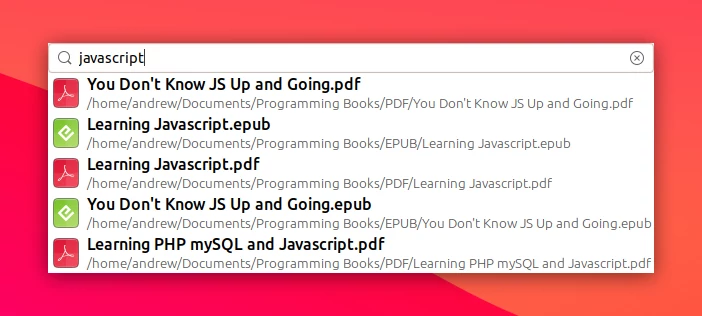 javascript
You Don't Know JS Up and Going.pdf
/home/andrew/Documents/Programming Books/PDF/You Don't Know JS Up and Going.pdf
Learning Javascript.epub
/home/andrew/Documents/Programming Books/EPUB/Learning Javascript.epub
Learning Javascript.pdf
/home/andrew/Documents/Programming Books/PDF/Learning Javascript.pdf
You Don't Know JS Up and Going.epub
/home/andrew/Documents/Programming Books/EPUB/You Don't Know JS Up and Going.epub
Learning PHP mySQL and Javascript.pdf
/home/andrew/Documents/Programming Books/PDF/Learning PHP mySQL and Javascript.pdf